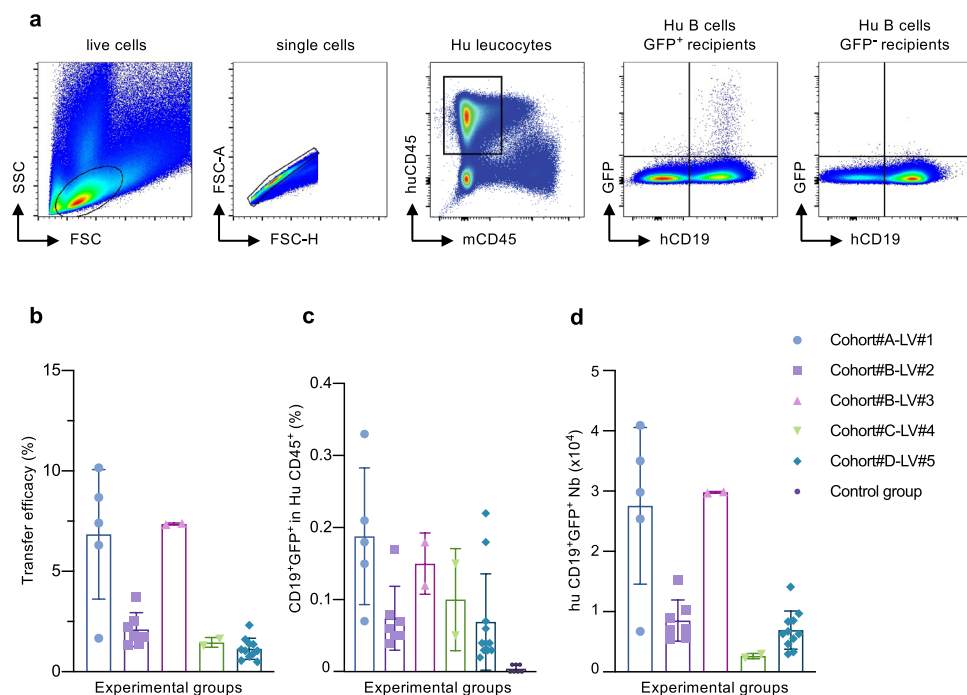 a
live cells
single cells
Hu leucocytes
Hu B cells
GFP⁺ recipients
Hu B cells
GFP⁻ recipients
SSC
FSC
FSC-A
FSC-H
huCD45
mCD45
GFP
hCD19
GFP
hCD19
b
Transfer efficacy (%)
15
10
5
0
Experimental groups
c
CD19⁺GFP⁺ in Hu CD45⁺ (%)
0.4
0.3
0.2
0.1
0
Experimental groups
d
hu CD19⁺GFP⁺ Nb (x10⁴)
5
4
3
2
1
0
Experimental groups
Cohort#A-LV#1
Cohort#B-LV#2
Cohort#B-LV#3
Cohort#C-LV#4
Cohort#D-LV#5
Control group